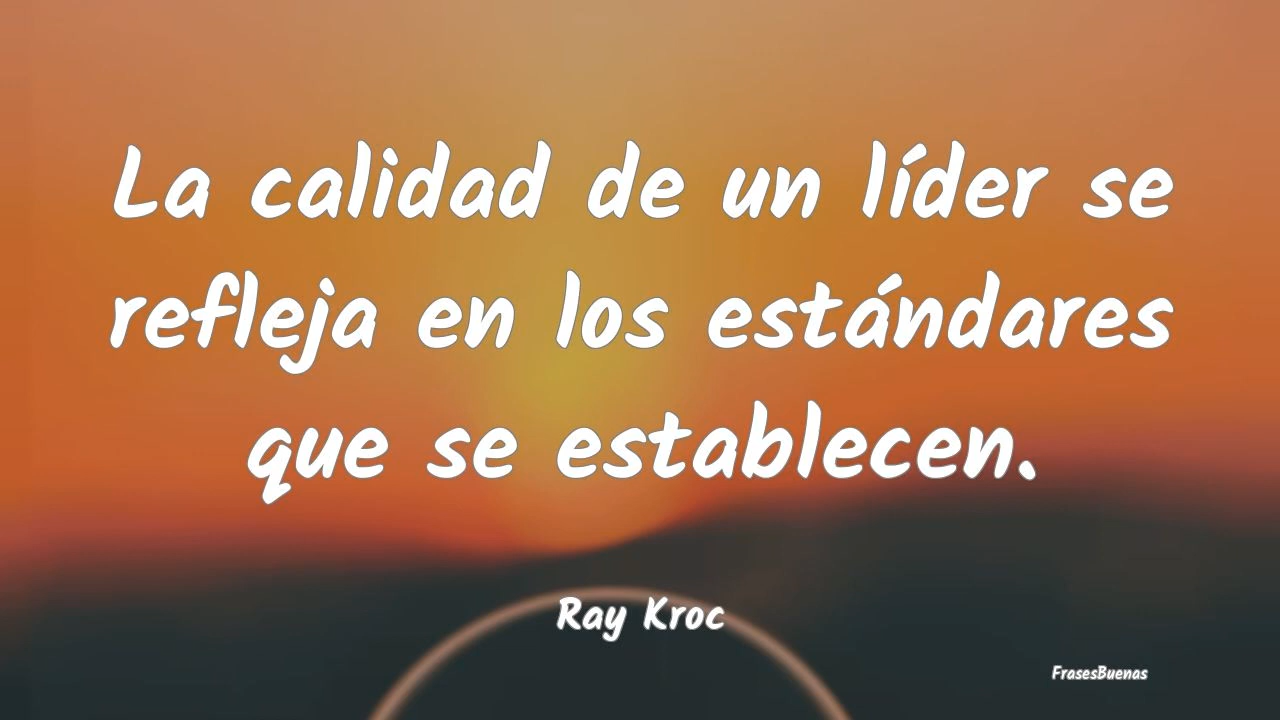 La calidad de un líder se
refleja en los estándares
que se establecen.
Ray Kroc
FrasesBuenas